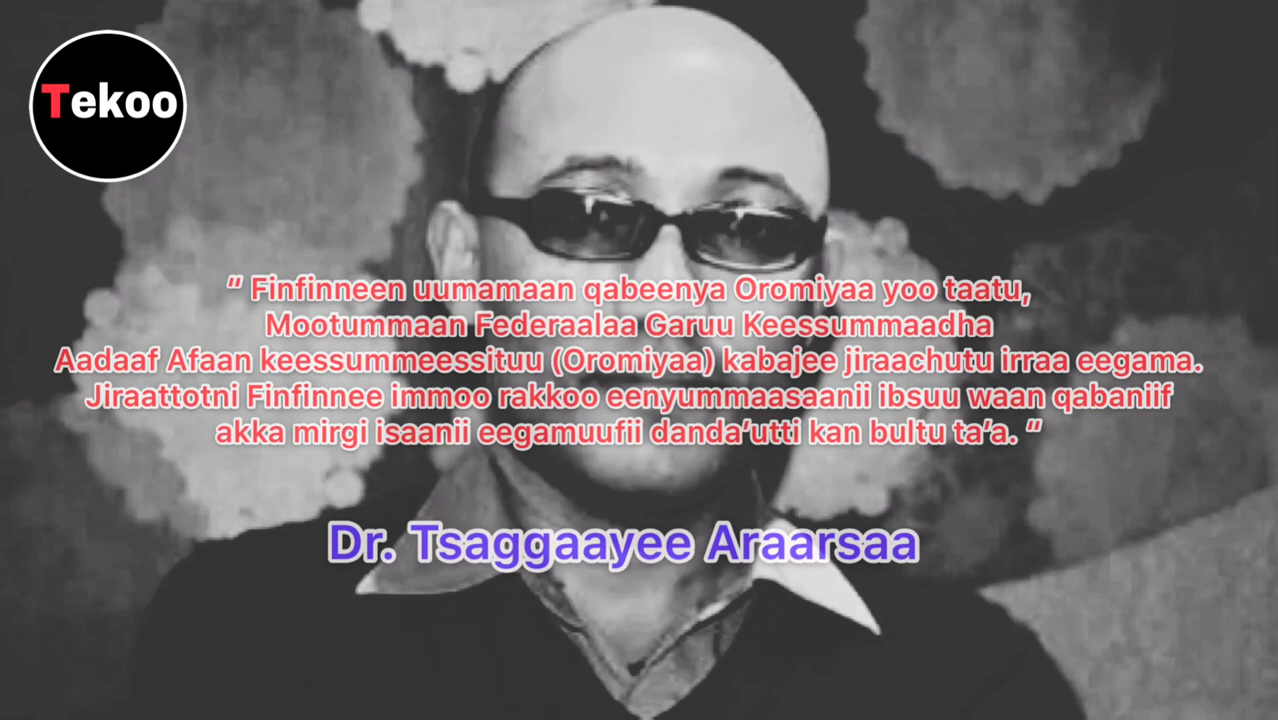 Tekoo
“ Finfinneen uumamaan qabeenya Oromiyaa yoo taatu,
Mootummaan Federaalaa Garuu Keessummaadha
Aadaaf Afaan keessummeessituu (Oromiyaa) kabajee jiraachutu irraa eegama.
Jiraattotni Finfinnee immoo rakkoo eenyummaasaanii ibsuu waan qabaniif
akka mirgi isaanii eegamuufii danda’utti kan bultu ta’a. “
Dr. Tsaggaayee Araarsaa